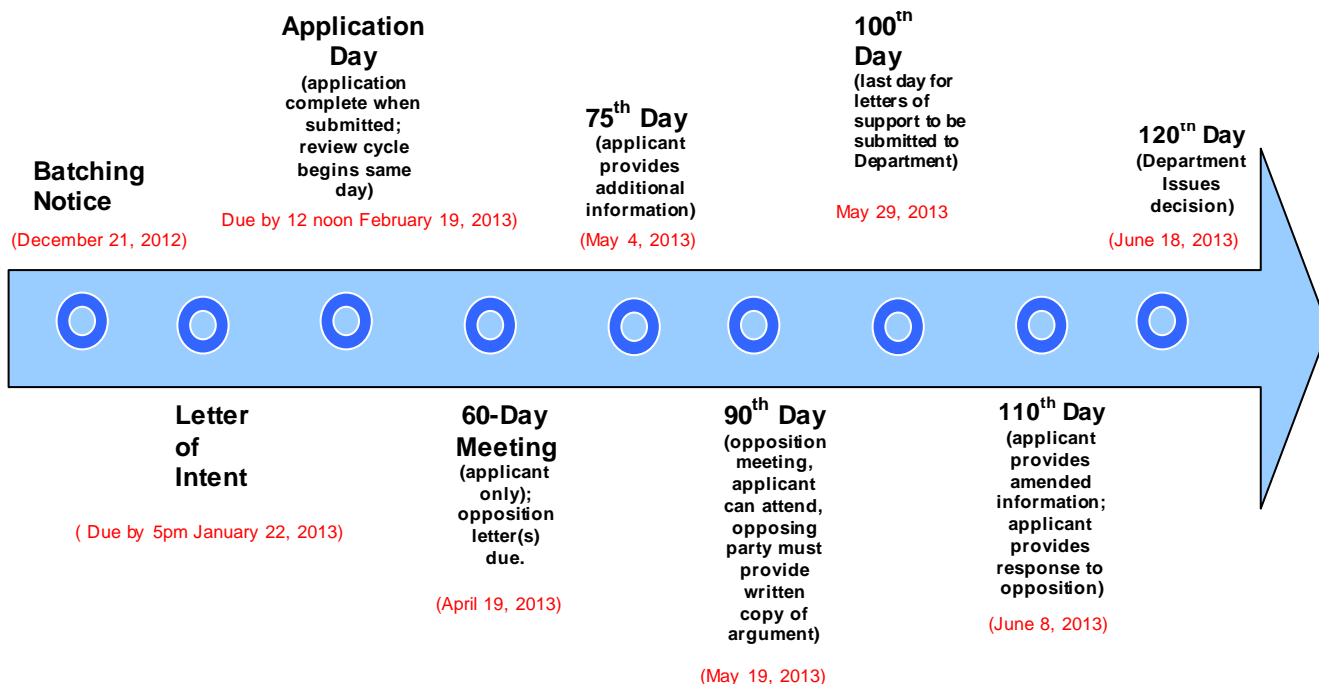 Batching
Notice
(December 21, 2012)
Letter
of
Intent
( Due by 5pm January 22, 2013)
Application
Day
(application
complete when
submitted;
review cycle
begins same
day)
Due by 12 noon February 19, 2013)
60-Day
Meeting
(applicant
only);
opposition
letter(s)
due.
(April 19, 2013)
75th Day
(applicant
provides
additional
information)
(May 4, 2013)
90th Day
(opposition
meeting,
applicant
can attend,
opposing
party must
provide
written
copy of
argument)
(May 19, 2013)
100th
Day
(last day for
letters of
support to be
submitted to
Department)
May 29, 2013
110th Day
(applicant
provides
amended
information;
applicant
provides
response to
opposition)
(June 8, 2013)
120th Day
(Department
Issues
decision)
(June 18, 2013)